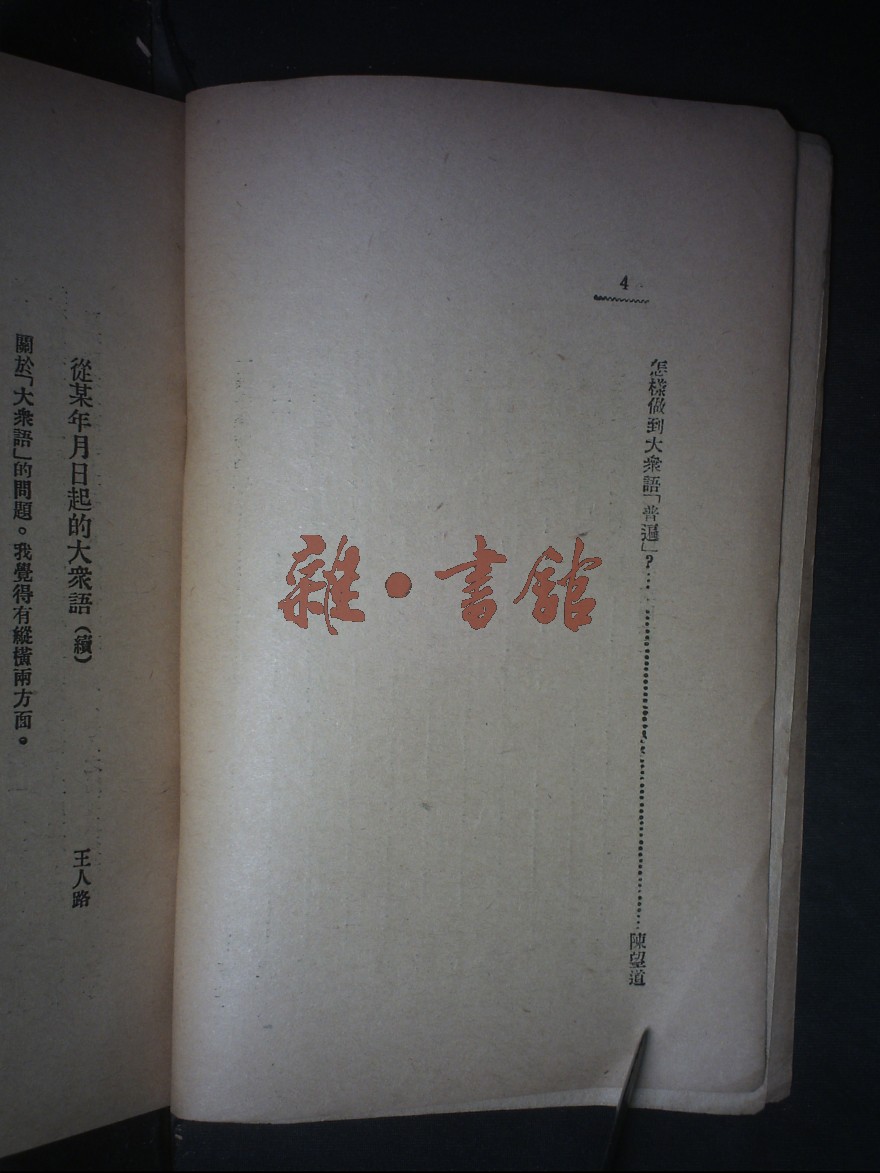 4
怎樣做到大衆語「普遍」?……………………陳望道
從某年月日起的大衆語(續)
王人路
關於「大衆語」的問題。我覺得有縱橫兩方面。
雜•書館